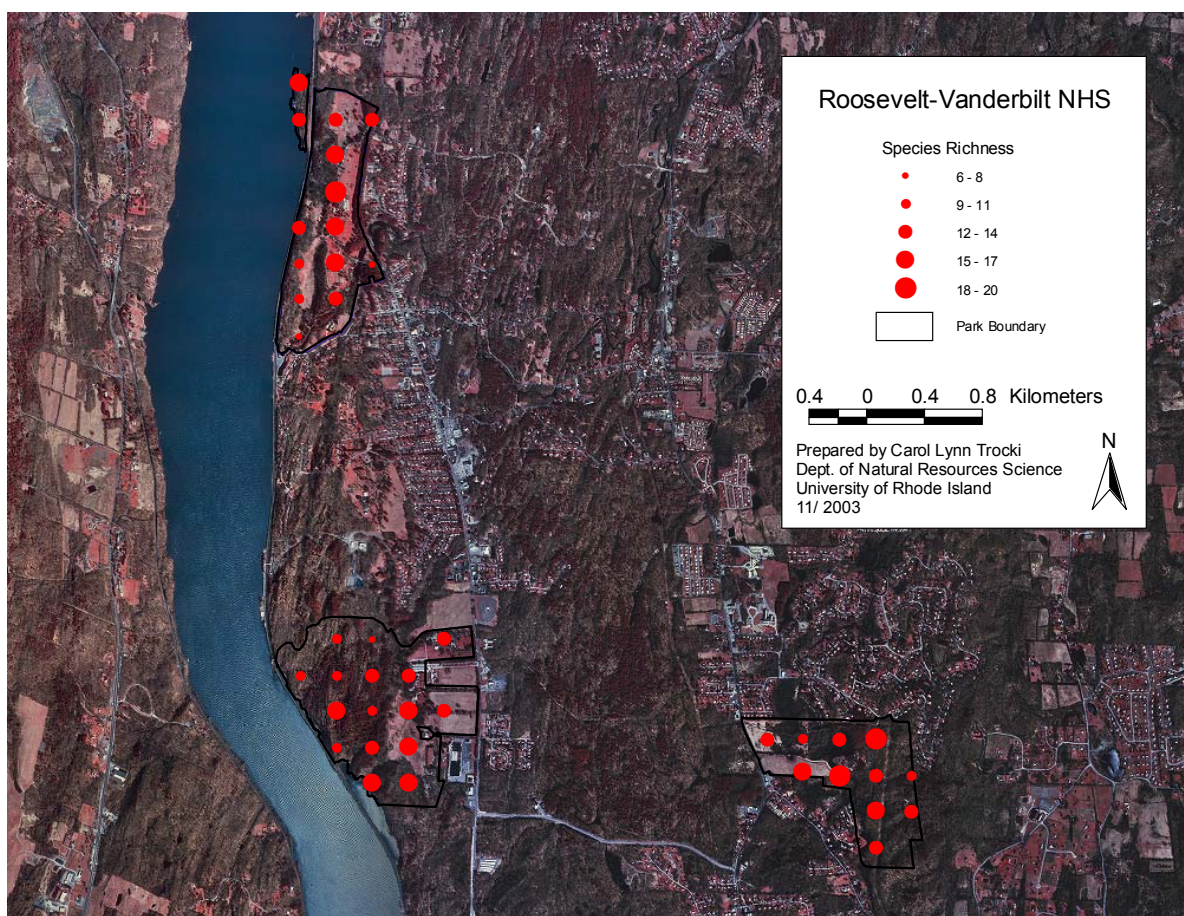 Roosevelt-Vanderbilt NHS
Species Richness
6 - 8
9 - 11
12 - 14
15 - 17
18 - 20
Park Boundary
0.4 0 0.4 0.8 Kilometers
Prepared by Carol Lynn Trocki
Dept. of Natural Resources Science
University of Rhode Island
11/ 2003
N